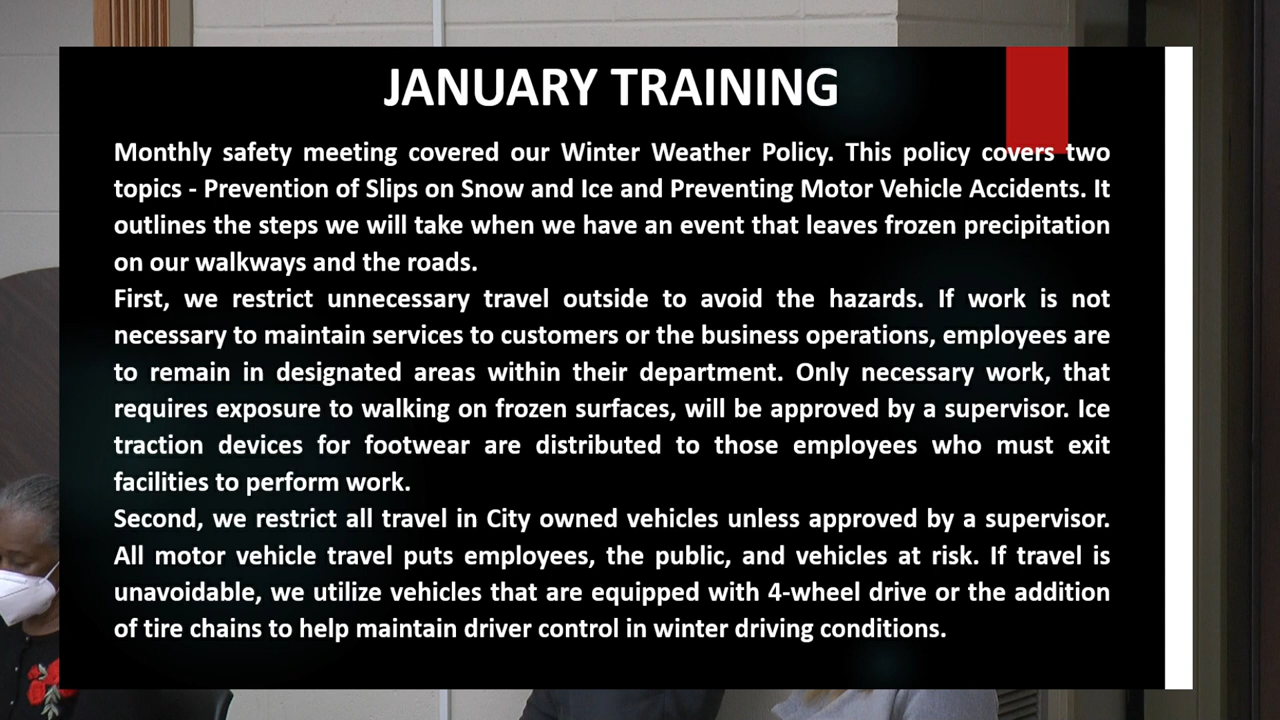 JANUARY TRAINING
Monthly safety meeting covered our Winter Weather Policy. This policy covers two
topics - Prevention of Slips on Snow and Ice and Preventing Motor Vehicle Accidents. It
outlines the steps we will take when we have an event that leaves frozen precipitation
on our walkways and the roads.
First, we restrict unnecessary travel outside to avoid the hazards. If work is not
necessary to maintain services to customers or the business operations, employees are
to remain in designated areas within their department. Only necessary work, that
requires exposure to walking on frozen surfaces, will be approved by a supervisor. Ice
traction devices for footwear are distributed to those employees who must exit
facilities to perform work.
Second, we restrict all travel in City owned vehicles unless approved by a supervisor.
All motor vehicle travel puts employees, the public, and vehicles at risk. If travel is
unavoidable, we utilize vehicles that are equipped with 4-wheel drive or the addition
of tire chains to help maintain driver control in winter driving conditions.